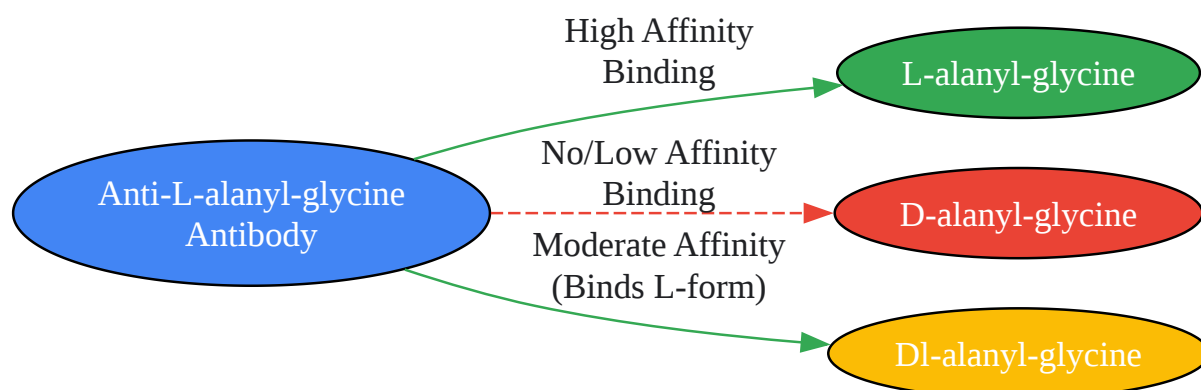 High Affinity
Binding
L-alanyl-glycine
Anti-L-alanyl-glycine
Antibody
No/Low Affinity
Binding
D-alanyl-glycine
Moderate Affinity
(Binds L-form)
Dl-alanyl-glycine